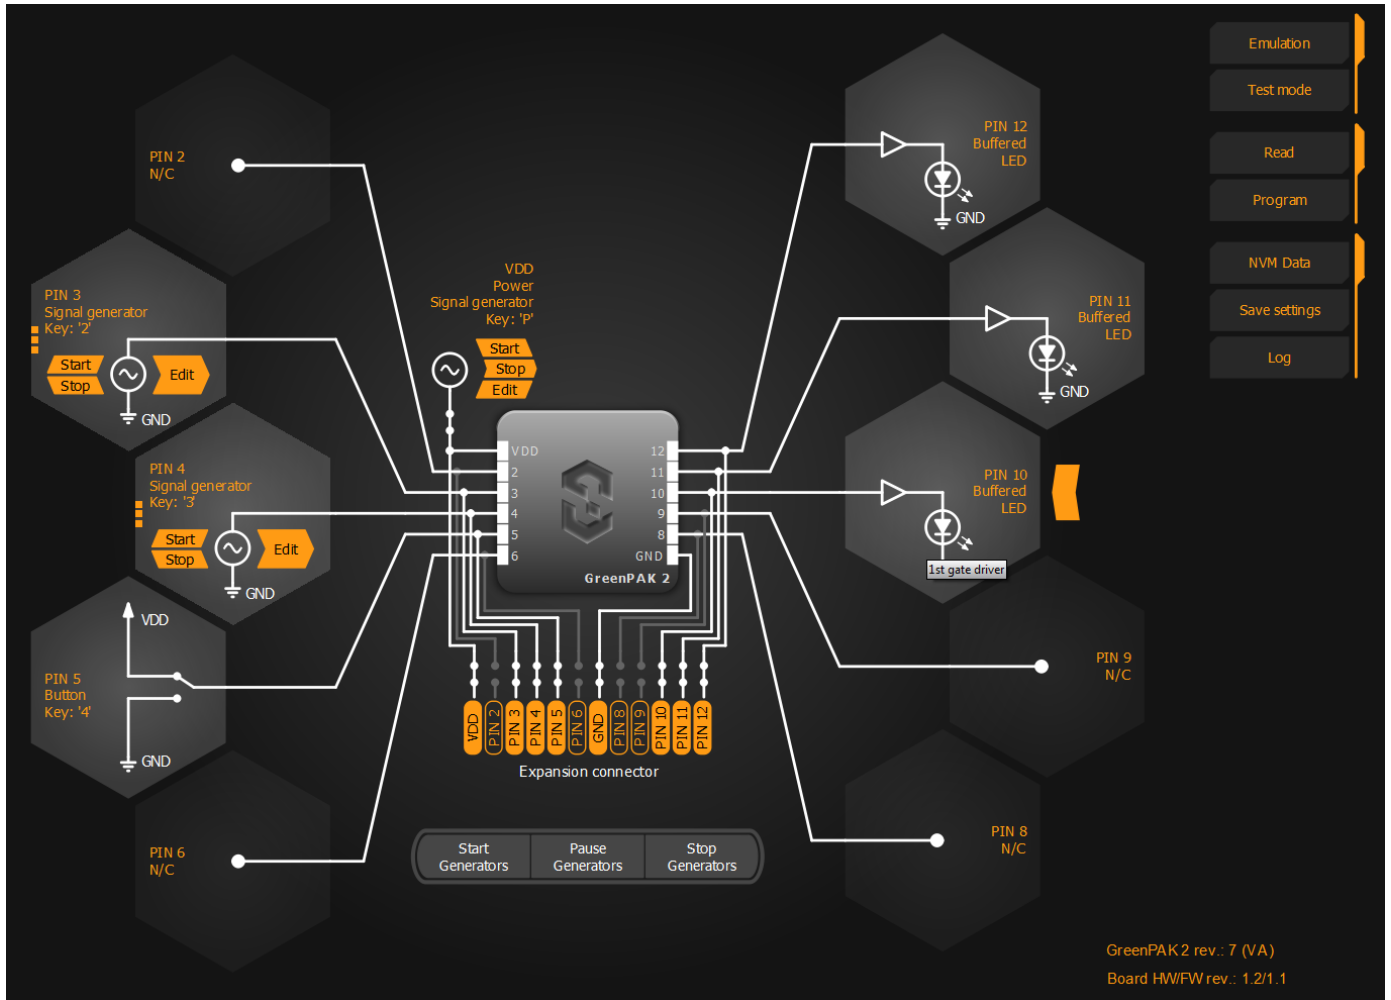 PIN 2
N/C
PIN 3
Signal generator
Key: '2'
Start
Stop
Edit
GND
PIN 4
Signal generator
Key: '3'
Start
Stop
Edit
GND
VDD
PIN 5
Button
Key: '4'
GND
PIN 6
N/C
VDD
Power
Signal generator
Key: 'P'
Start
Stop
Edit
VDD
2
3
4
5
6
12
11
10
9
8
GND
GreenPAK 2
VDD
PIN 2
PIN 3
PIN 4
PIN 5
PIN 6
GND
PIN 8
PIN 9
PIN 10
PIN 11
PIN 12
Expansion connector
Start
Generators
Pause
Generators
Stop
Generators
PIN 12
Buffered
LED
GND
PIN 11
Buffered
LED
GND
PIN 10
Buffered
LED
1st gate driver
PIN 9
N/C
PIN 8
N/C
Emulation
Test mode
Read
Program
NVM Data
Save settings
Log
GreenPAK 2 rev.: 7 (VA)
Board HW/FW rev.: 1.2/1.1